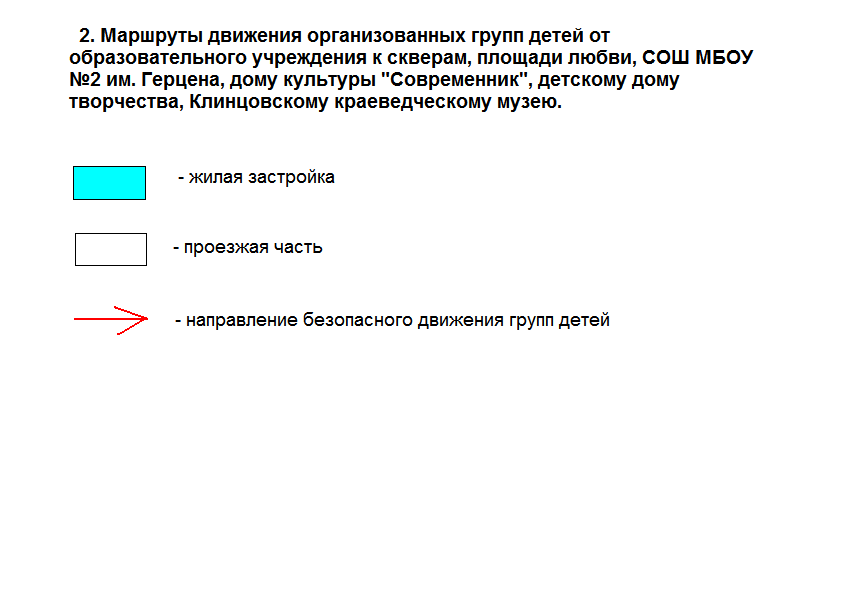 2. Маршруты движения организованных групп детей от
образовательного учреждения к скверам, площади любви, СОШ МБОУ
№2 им. Герцена, дому культуры "Современник", детскому дому
творчества, Клинцовскому краеведческому музею.
- жилая застройка
- проезжая часть
- направление безопасного движения групп детей